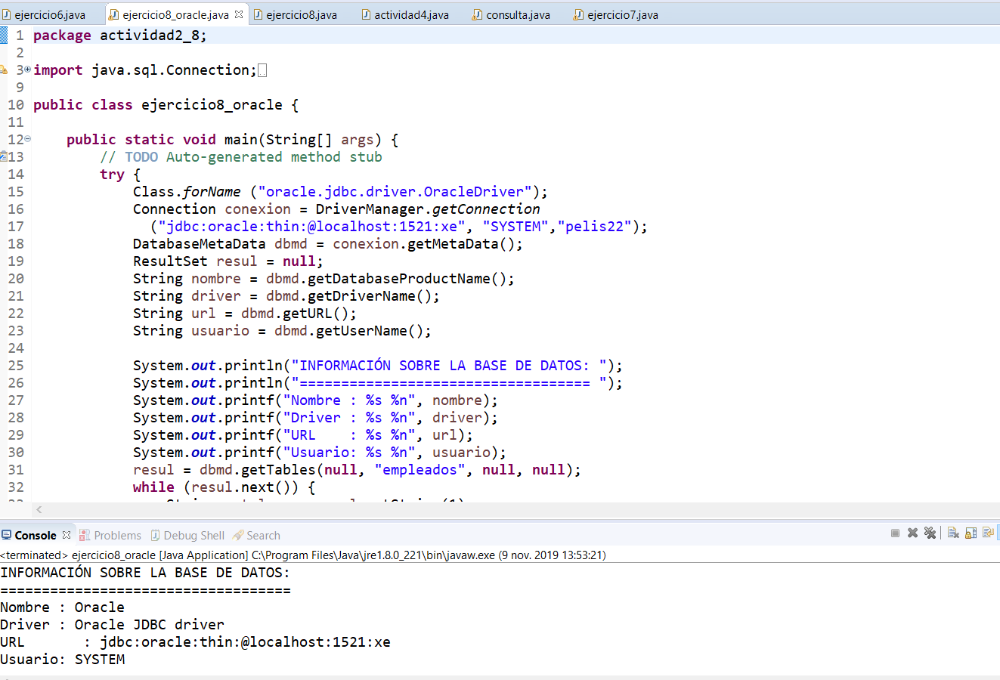 ejercicio6.java ejercicio8_oracle.java ejercicio8.java actividad4.java consulta.java ejercicio7.java
1 package actividad2_8;
2
3 import java.sql.Connection;
9
10 public class ejercicio8_oracle {
11
12 public static void main(String[] args) {
13 // TODO Auto-generated method stub
14 try {
15 Class.forName ("oracle.jdbc.driver.OracleDriver");
16 Connection conexion = DriverManager.getConnection
17 ("jdbc:oracle:thin:@localhost:1521:xe", "SYSTEM","pelis22");
18 DatabaseMetaData dbmd = conexion.getMetaData();
19 ResultSet resul = null;
20 String nombre = dbmd.getDatabaseProductName();
21 String driver = dbmd.getDriverName();
22 String url = dbmd.getURL();
23 String usuario = dbmd.getUserName();
24
25 System.out.println("INFORMACIÓN SOBRE LA BASE DE DATOS: ");
26 System.out.println("=================================== ");
27 System.out.printf("Nombre : %s %n", nombre);
28 System.out.printf("Driver : %s %n", driver);
29 System.out.printf("URL    : %s %n", url);
30 System.out.printf("Usuario: %s %n", usuario);
31 resul = dbmd.getTables(null, "empleados", null, null);
32 while (resul.next()) {
Console Problems Debug Shell Search
<terminated> ejercicio8_oracle [Java Application] C:\Program Files\Java\jre1.8.0_221\bin\javaw.exe (9 nov. 2019 13:53:21)
INFORMACIÓN SOBRE LA BASE DE DATOS:
===================================
Nombre : Oracle
Driver : Oracle JDBC driver
URL       : jdbc:oracle:thin:@localhost:1521:xe
Usuario: SYSTEM